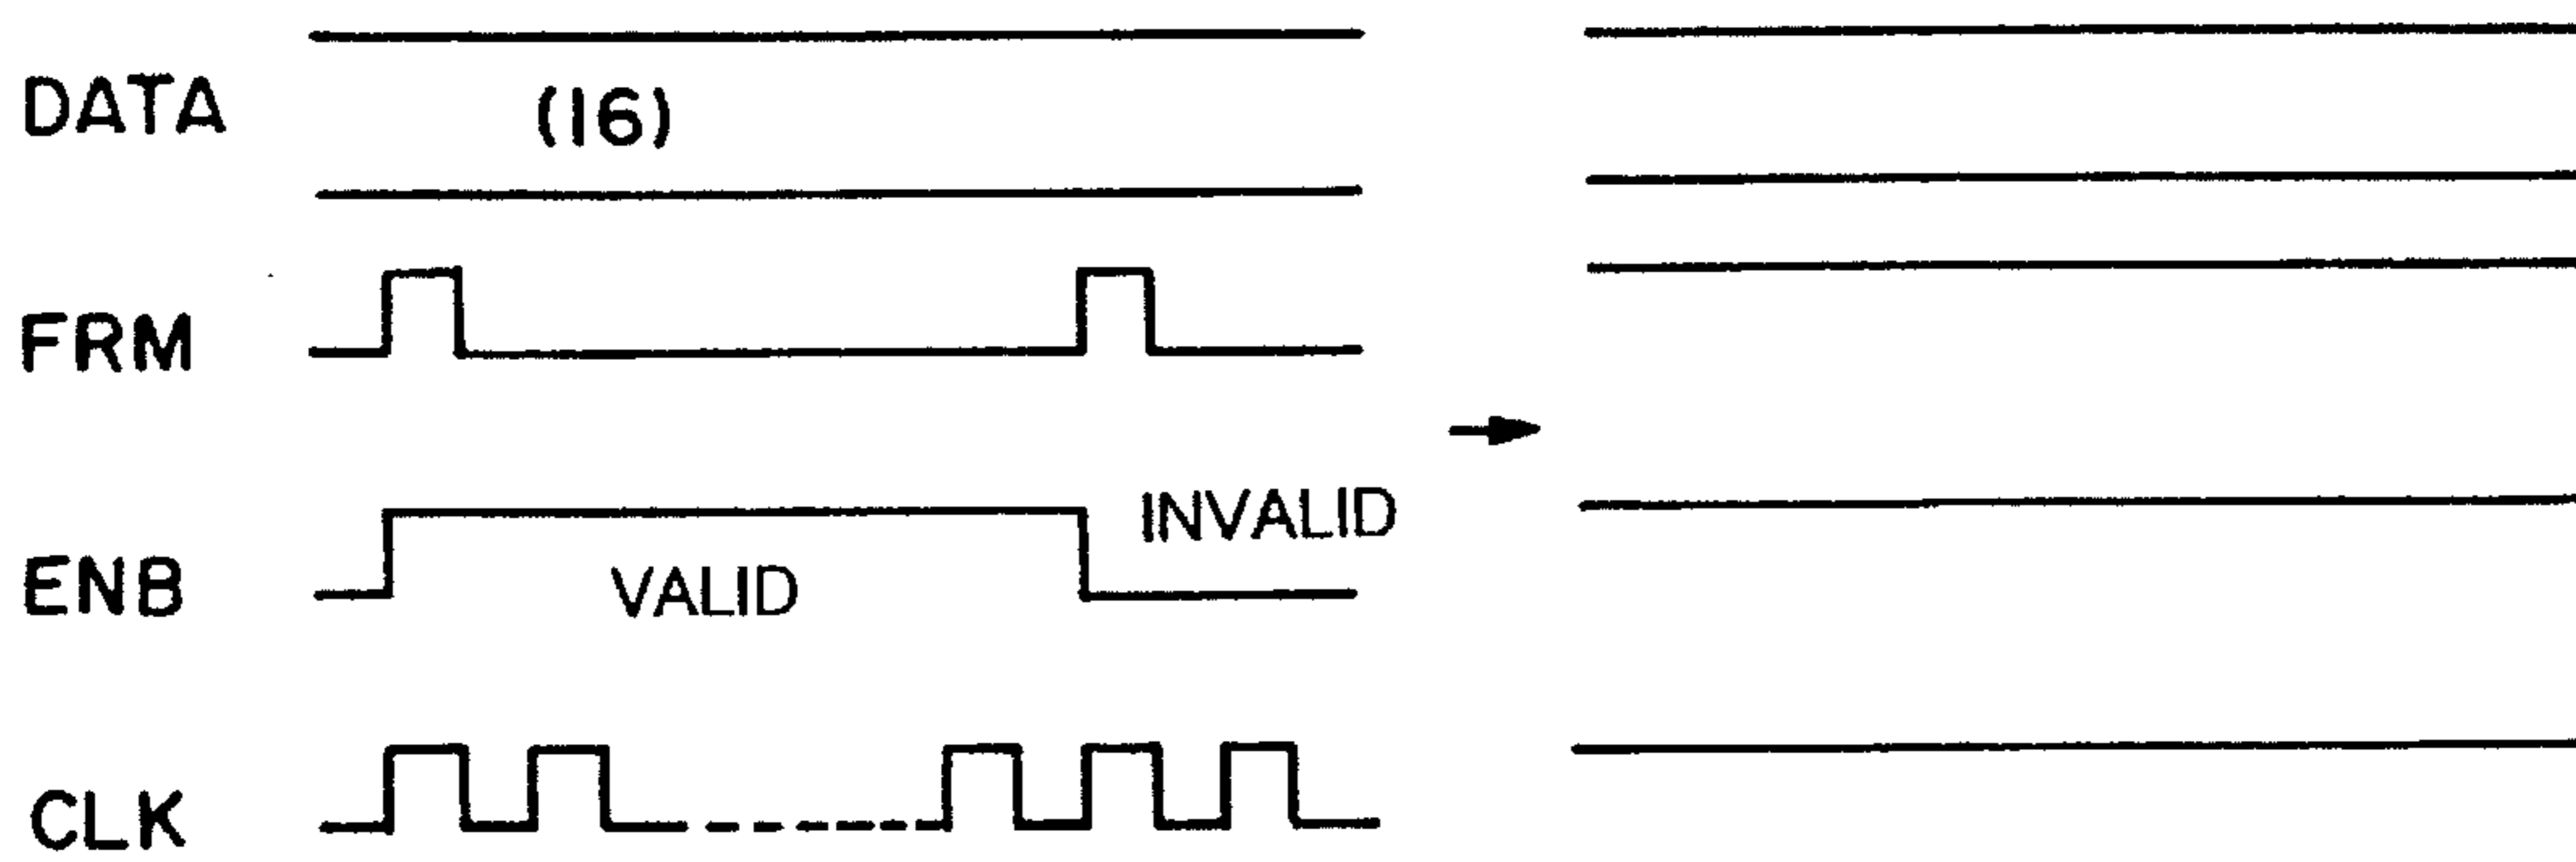 DATA (16)
FRM
INVALID
ENB VALID
CLK